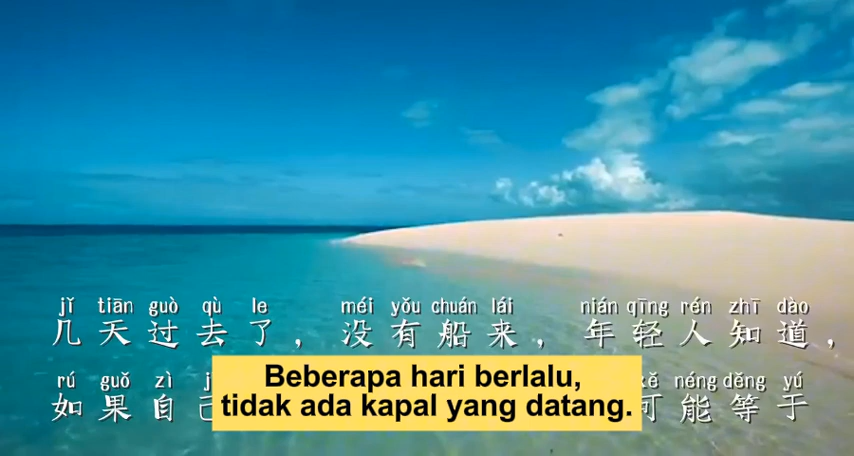 jǐ tiān guò qù le méi yǒu chuán lái nián qīng rén zhī dào
几天过去了，没有船来，年轻人知道，
rú guǒ zì néng děng yú
如果自 可能等于
Beberapa hari berlalu,
tidak ada kapal yang datang.